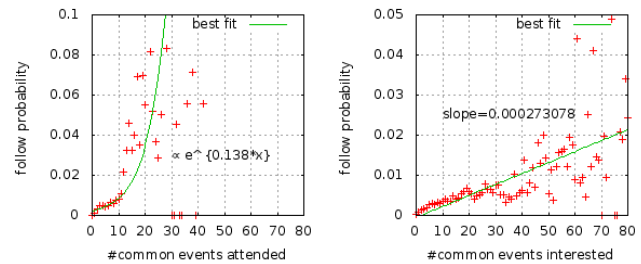 best fit
0.1
0.08
0.06
0.04
0.02
0
follow probability
∝ e^{0.138*x}
0 10 20 30 40 50 60 70 80
#common events attended
best fit
0.05
0.04
0.03
0.02
0.01
0
follow probability
slope=0.000273078
0 10 20 30 40 50 60 70 80
#common events interested